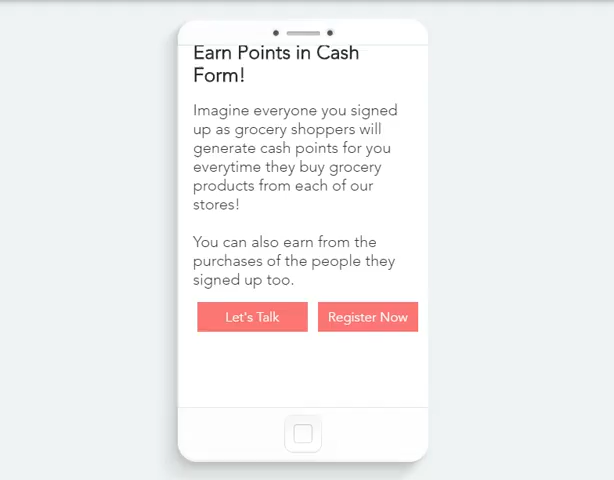 Earn Points in Cash
Form!
Imagine everyone you signed
up as grocery shoppers will
generate cash points for you
everytime they buy grocery
products from each of our
stores!
You can also earn from the
purchases of the people they
signed up too.
Let's Talk
Register Now